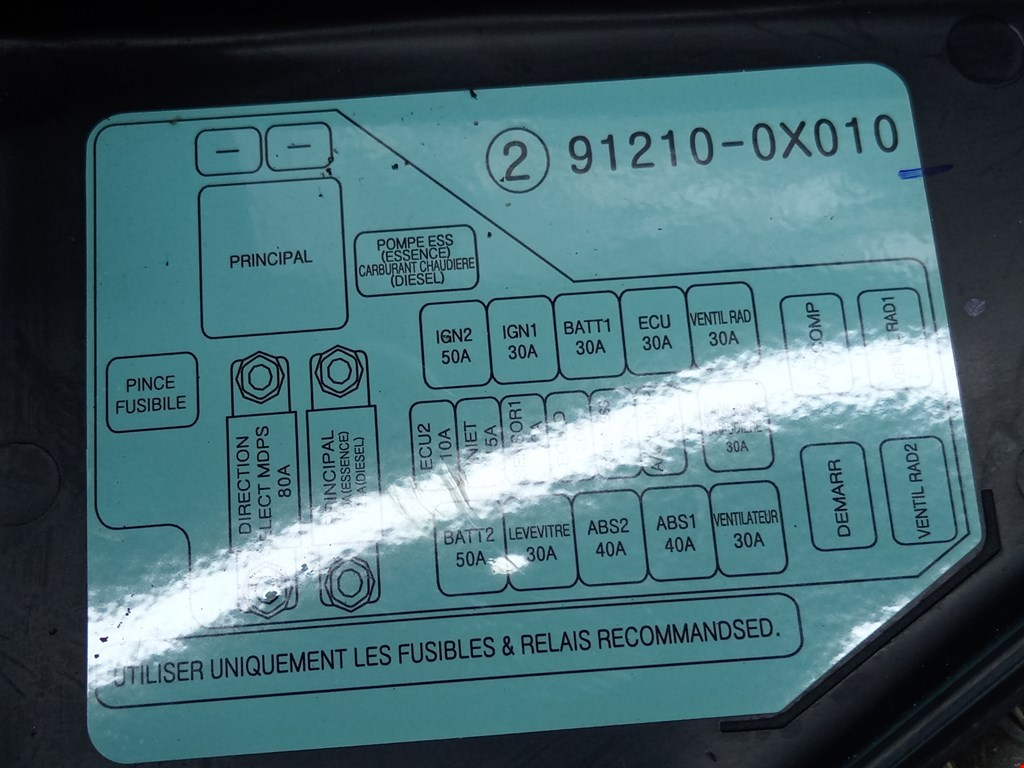 ② 91210-0X010
PRINCIPAL
POMPE ESS
(ESSENCE)
CARBURANT CHAUDIERE
(DIESEL)
IGN2
50A
IGN1
30A
BATT1
30A
ECU
30A
VENTIL RAD
30A
PINCE
FUSIBILE
DIRECTION
ELECT MDPS
80A
PRINCIPAL
(ESSENCE)
(DIESEL)
ECU2
10A
30A
BATT2
50A
LEVEVITRE
30A
ABS2
40A
ABS1
40A
VENTILATEUR
30A
DEMARR
VENTIL RAD2
UTILISER UNIQUEMENT LES FUSIBLES & RELAIS RECOMMANDSED.